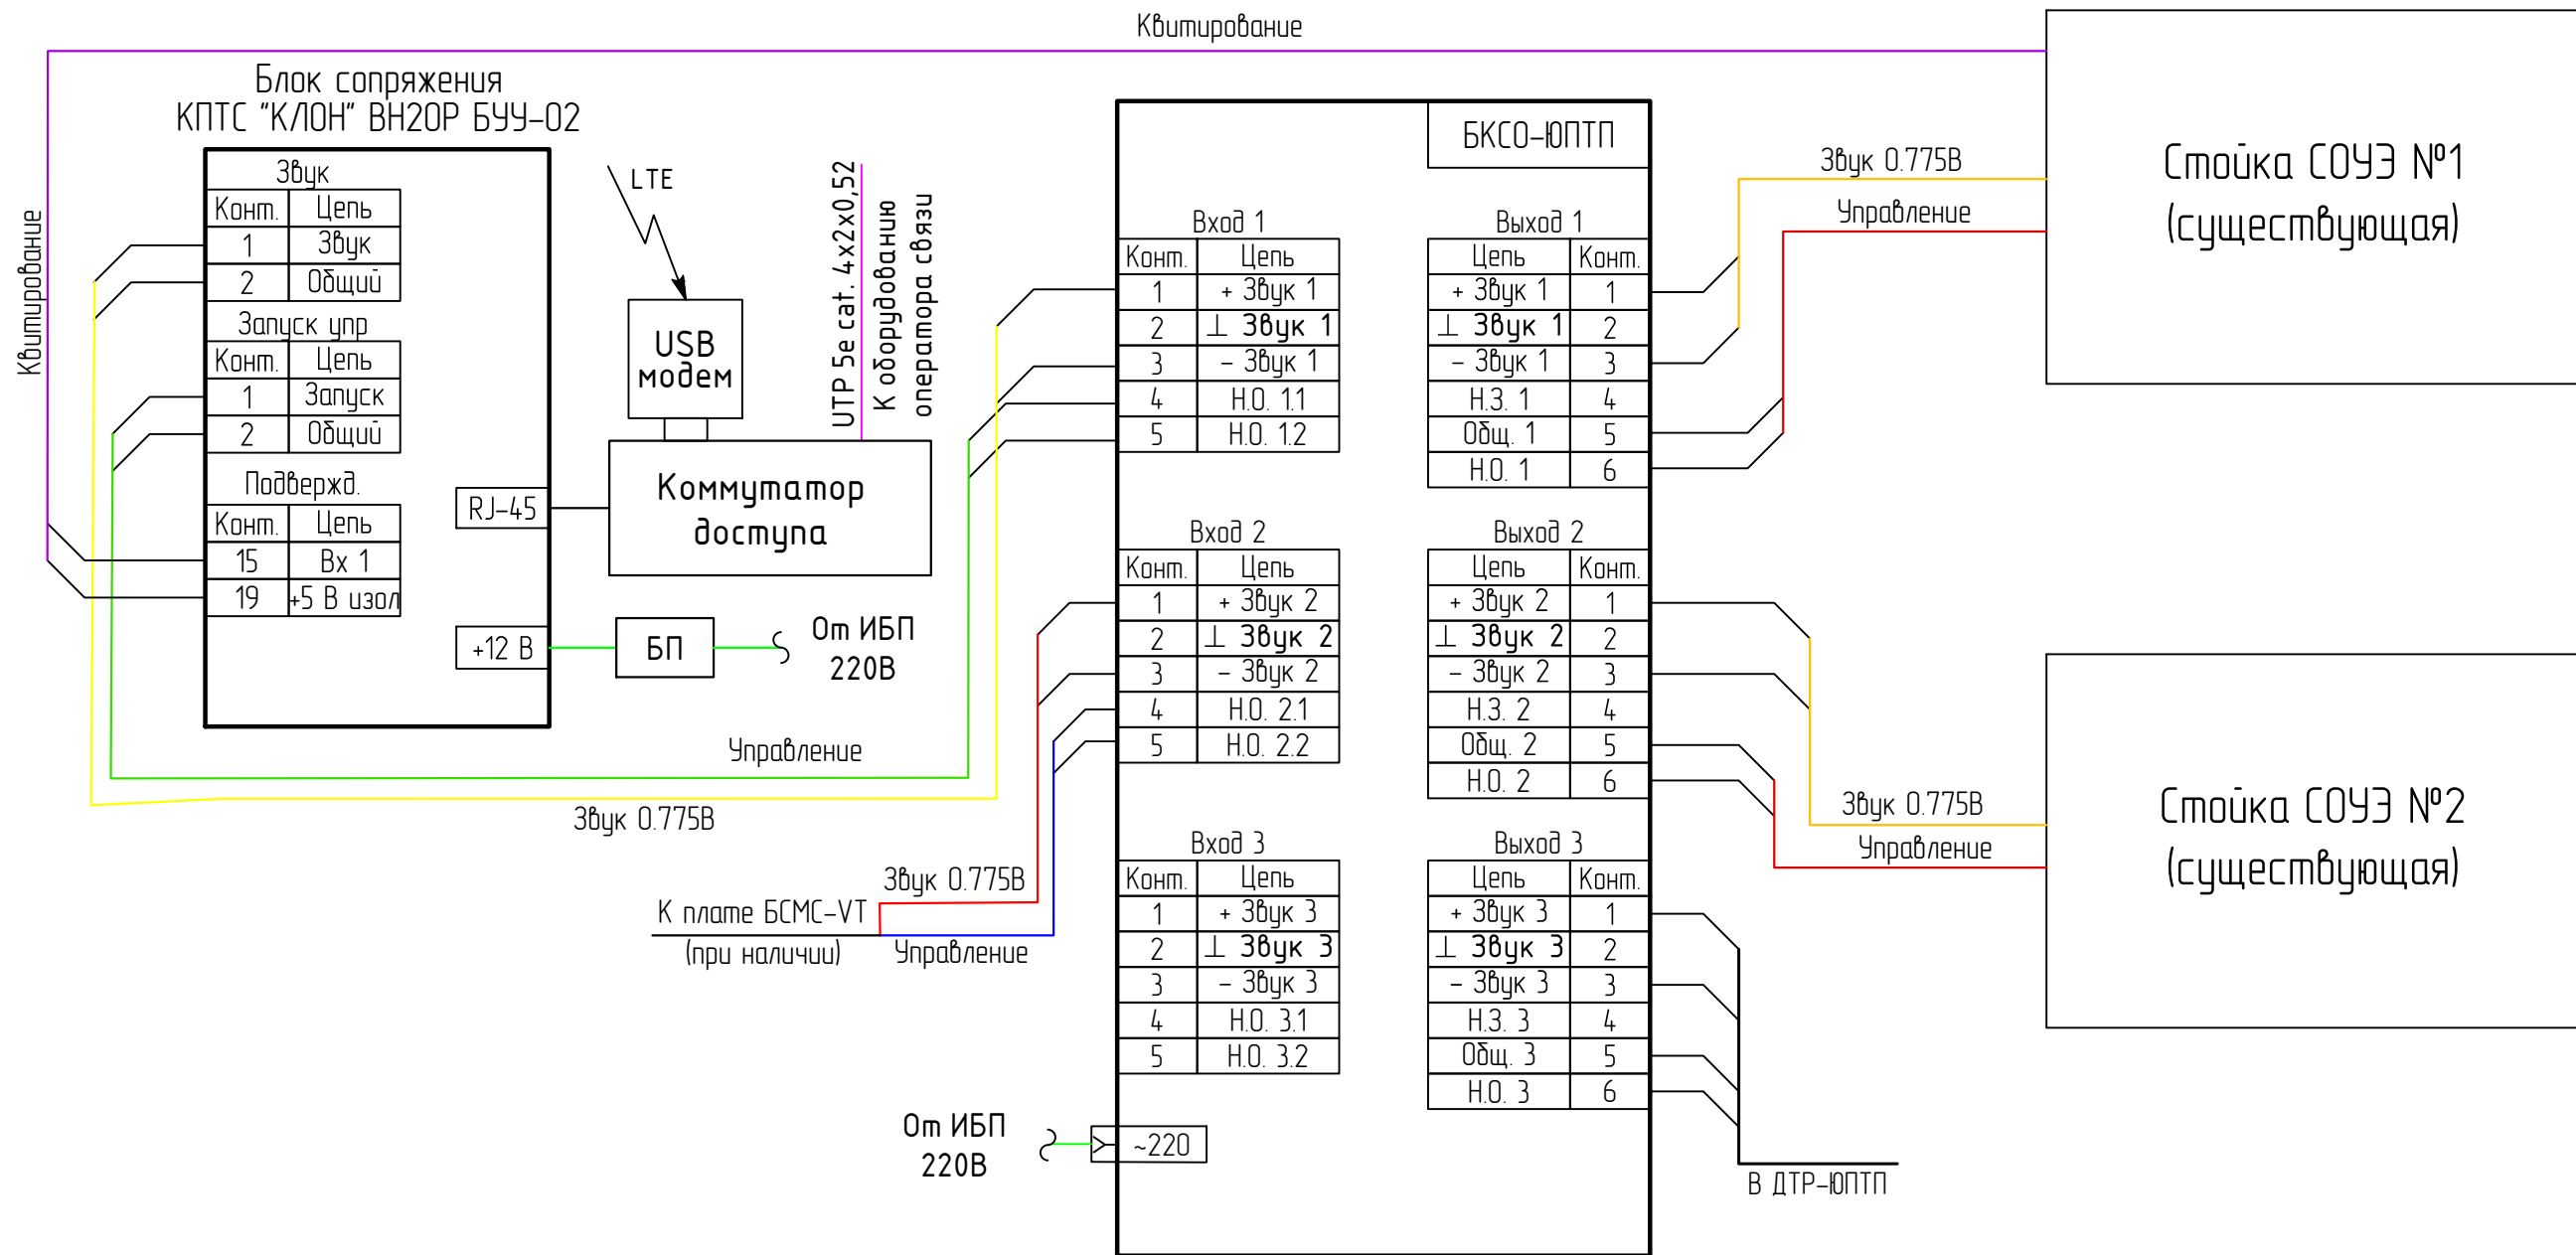 Квитирование
Блок сопряжения
КПТС "КЛОН" ВН20Р БУУ-02
Квитирование
Звук
Конт. Цепь
1 Звук
2 Общий
Запуск упр
Конт. Цепь
1 Запуск
2 Общий
Подвержд.
Конт. Цепь
15 Вх 1
19 +5 В изол
RJ-45
+12 В
LTE
USB
модем
UTP 5e cat. 4x2x0,52
К оборудованию
оператора связи
Коммутатор
доступа
БП
От ИБП
220В
Управление
Звук 0.775В
Звук 0.775В
К плате БСМС-VT
(при наличии)
Управление
БКСО-ЮПТП
Вход 1
Конт. Цепь
1 + Звук 1
2 ⊥ Звук 1
3 - Звук 1
4 Н.О. 1.1
5 Н.О. 1.2
Выход 1
Цепь Конт.
+ Звук 1 1
⊥ Звук 1 2
- Звук 1 3
Н.З. 1 4
Общ. 1 5
Н.О. 1 6
Вход 2
Конт. Цепь
1 + Звук 2
2 ⊥ Звук 2
3 - Звук 2
4 Н.О. 2.1
5 Н.О. 2.2
Выход 2
Цепь Конт.
+ Звук 2 1
⊥ Звук 2 2
- Звук 2 3
Н.З. 2 4
Общ. 2 5
Н.О. 2 6
Вход 3
Конт. Цепь
1 + Звук 3
2 ⊥ Звук 3
3 - Звук 3
4 Н.О. 3.1
5 Н.О. 3.2
Выход 3
Цепь Конт.
+ Звук 3 1
⊥ Звук 3 2
- Звук 3 3
Н.З. 3 4
Общ. 3 5
Н.О. 3 6
От ИБП
220В
~220
Звук 0.775В
Управление
Стойка СОУЭ №1
(существующая)
Звук 0.775В
Управление
Стойка СОУЭ №2
(существующая)
В ДТР-ЮПТП